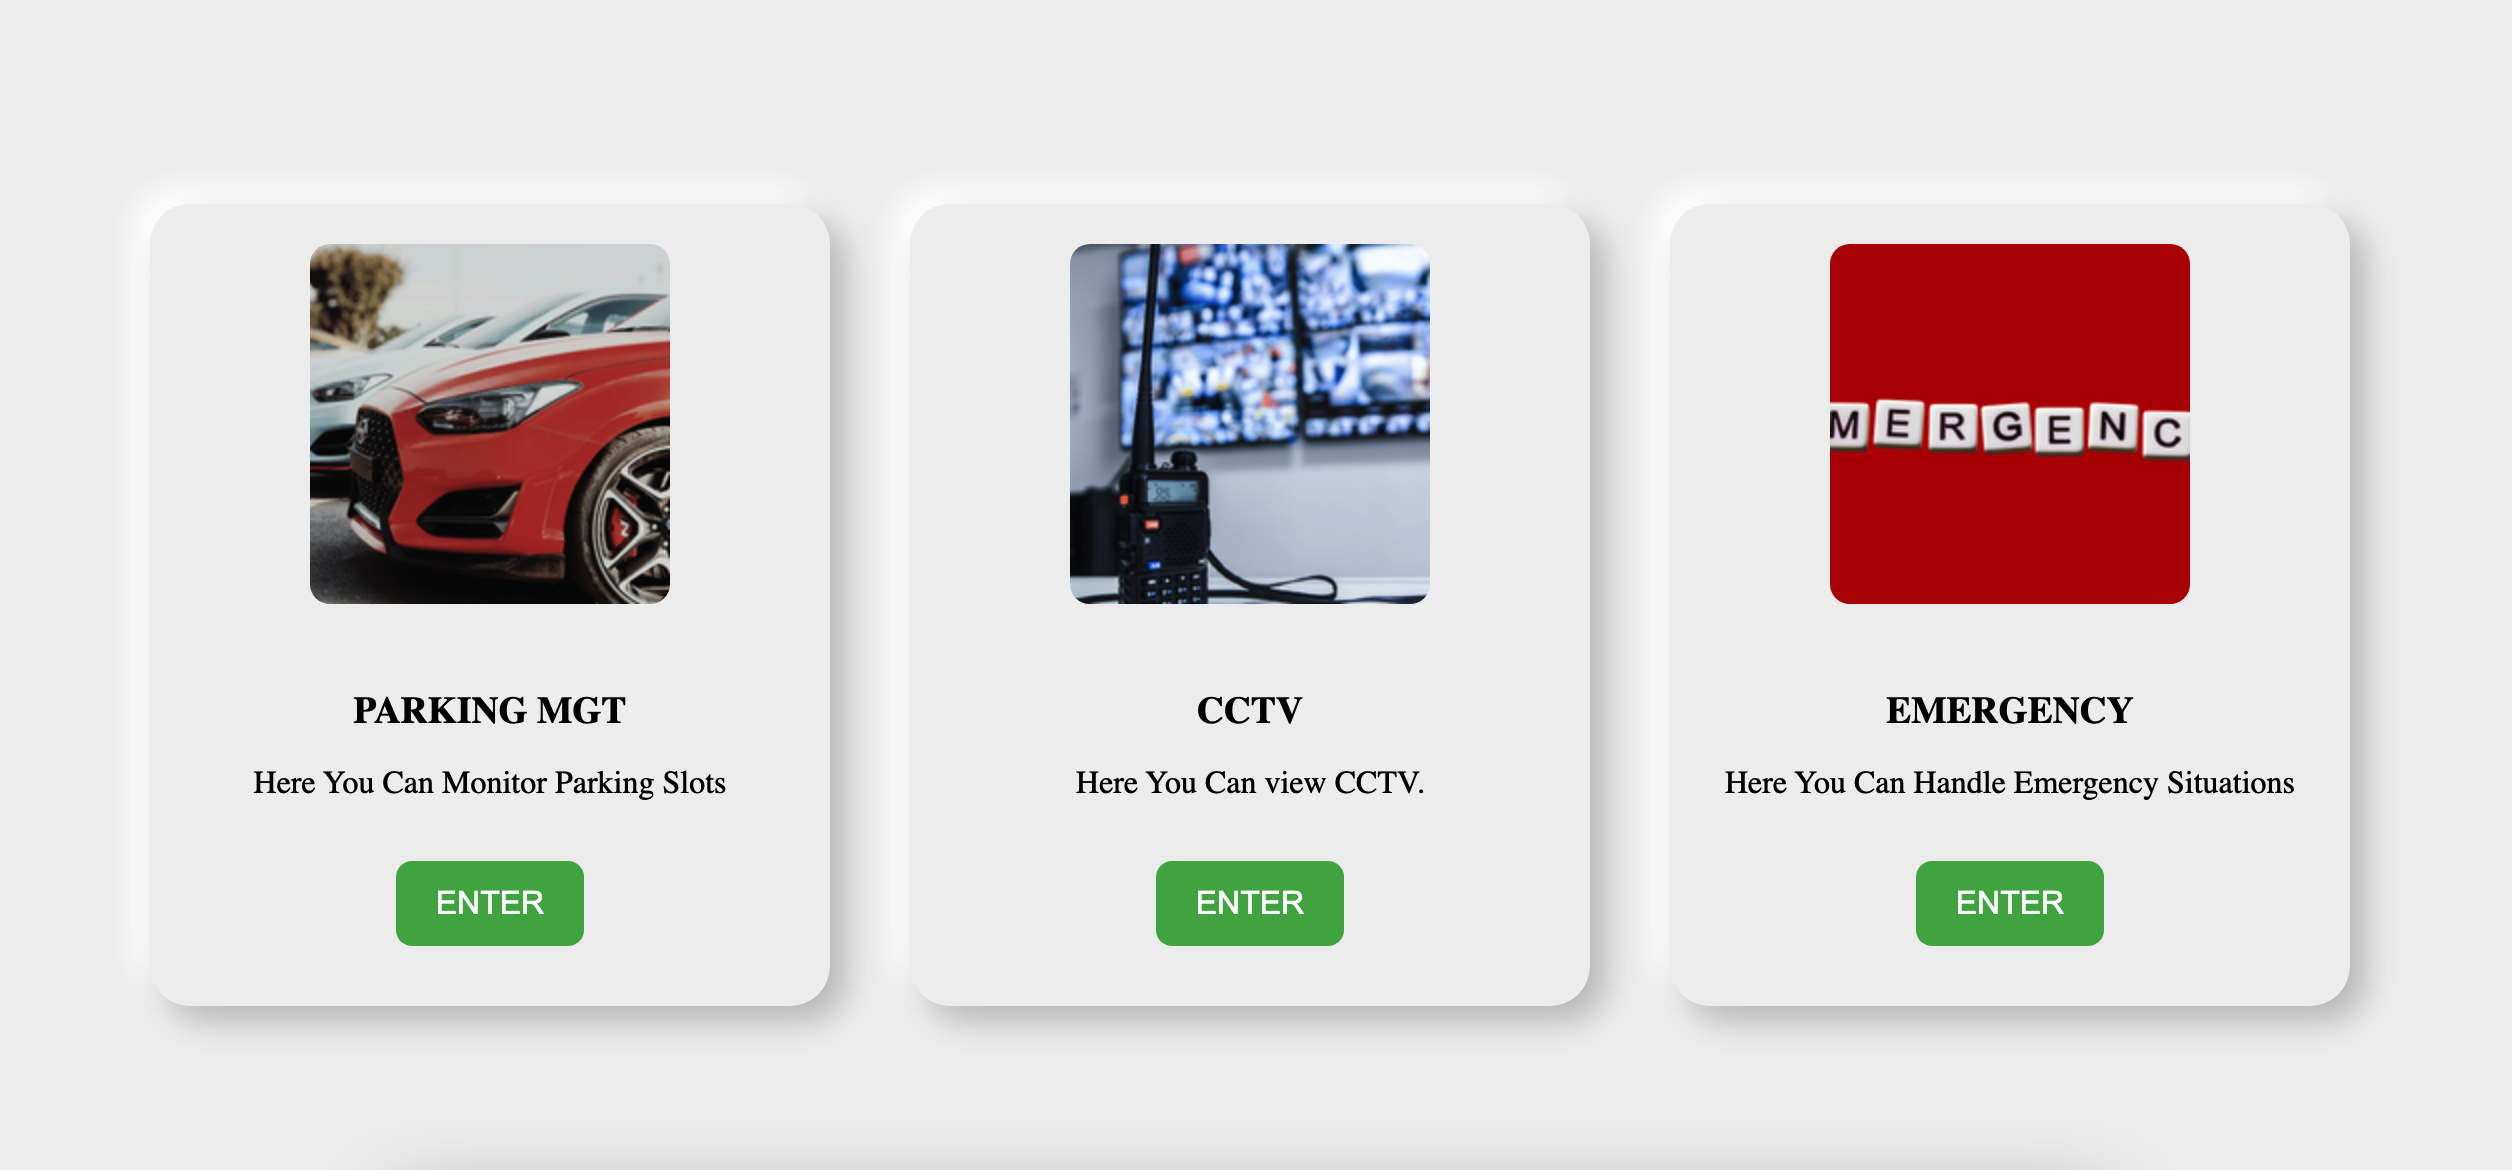 MERGENC
PARKING MGT
Here You Can Monitor Parking Slots
ENTER
CCTV
Here You Can view CCTV.
ENTER
EMERGENCY
Here You Can Handle Emergency Situations
ENTER